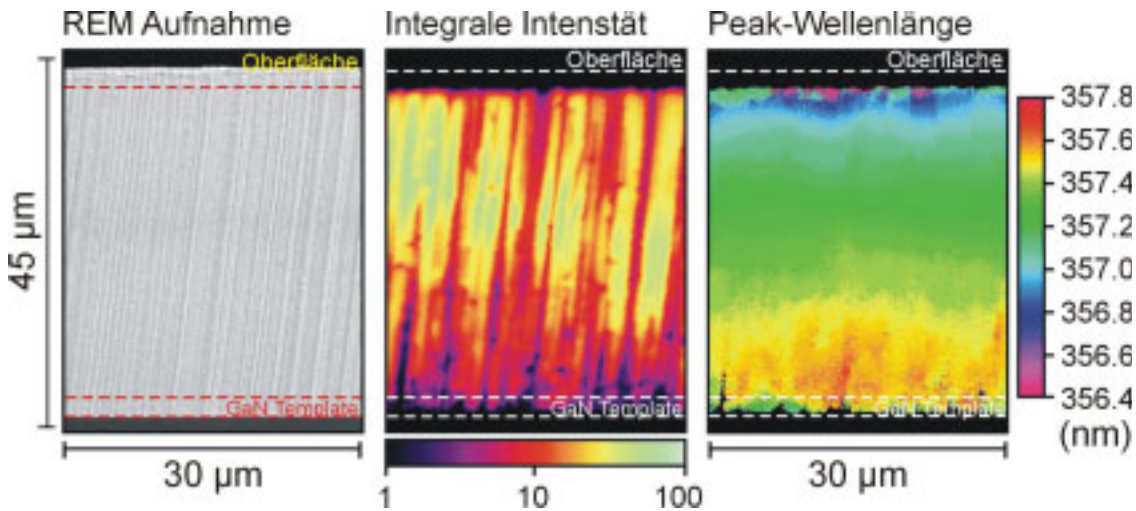 REM Aufnahme
Integrale Intenstät
Peak-Wellenlänge
Oberfläche
Oberfläche
Oberfläche
45 µm
GaN Template
GaN Template
GaN Template
30 µm
1
10
100
30 µm
357.8
357.6
357.4
357.2
357.0
356.8
356.6
356.4
(nm)